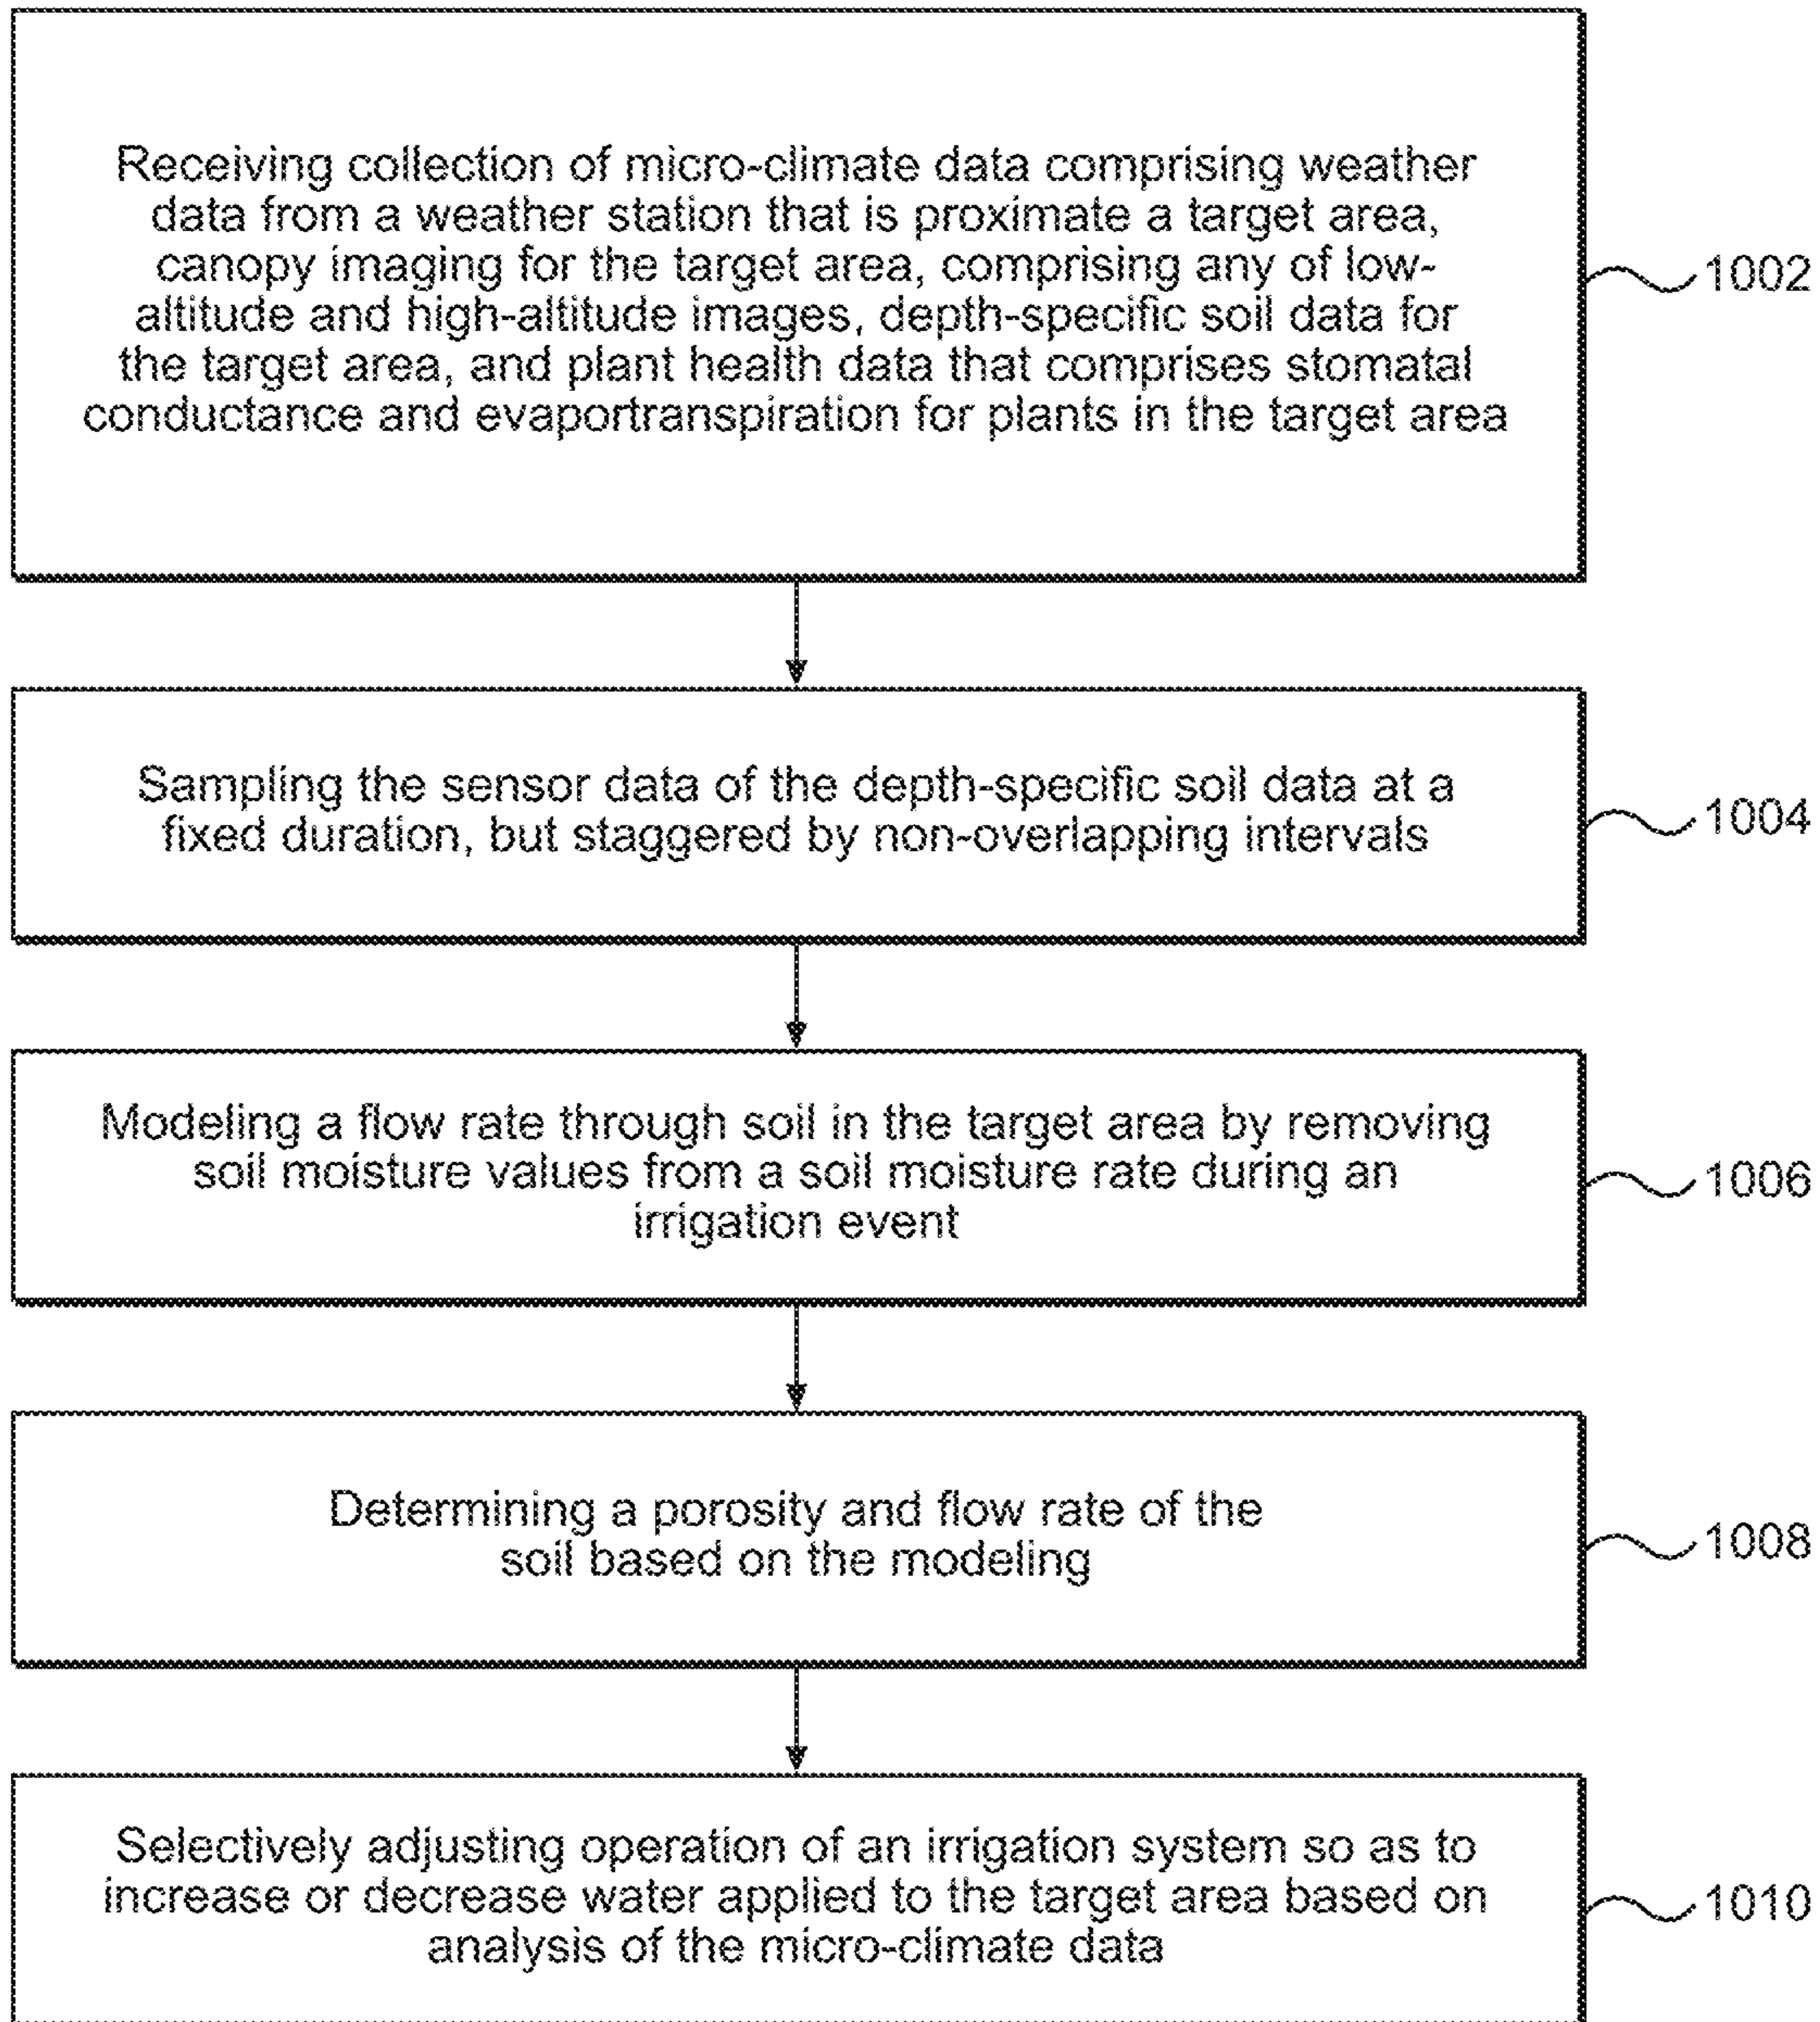 Receiving collection of micro-climate data comprising weather
data from a weather station that is proximate a target area,
canopy imaging for the target area, comprising any of low-
altitude and high-altitude images, depth-specific soil data for
the target area, and plant health data that comprises stomatal
conductance and evaportranspiration for plants in the target area
1002
Sampling the sensor data of the depth-specific soil data at a
fixed duration, but staggered by non-overlapping intervals
1004
Modeling a flow rate through soil in the target area by removing
soil moisture values from a soil moisture rate during an
irrigation event
1006
Determining a porosity and flow rate of the
soil based on the modeling
1008
Selectively adjusting operation of an irrigation system so as to
increase or decrease water applied to the target area based on
analysis of the micro-climate data
1010